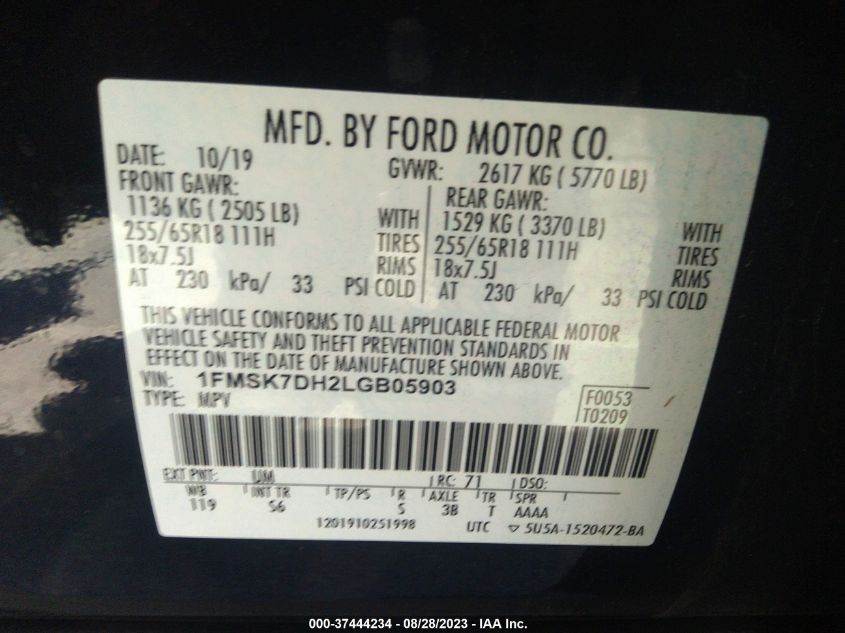 MFD. BY FORD MOTOR CO.
DATE: 10/19 GVWR: 2617 KG ( 5770 LB)
FRONT GAWR: REAR GAWR:
1136 KG ( 2505 LB) WITH 1529 KG ( 3370 LB) WITH
255/65R18 111H TIRES 255/65R18 111H TIRES
18x7.5J RIMS 18x7.5J RIMS
AT 230 kPa/ 33 PSI COLD AT 230 kPa/ 33 PSI COLD
THIS VEHICLE CONFORMS TO ALL APPLICABLE FEDERAL MOTOR
VEHICLE SAFETY AND THEFT PREVENTION STANDARDS IN
EFFECT ON THE DATE OF MANUFACTURE SHOWN ABOVE.
VIN: 1FMSK7DH2LGB05903
TYPE: MPV
F0053
T0209
EXT PNT: UM RC: 71 DSO:
WB INT TR TP/PS R AXLE TR SPR
119 S6 S 3B T AAAA
1201910251998 UTC ▽ 5U5A-1520472-BA
000-37444234 - 08/28/2023 - IAA Inc.